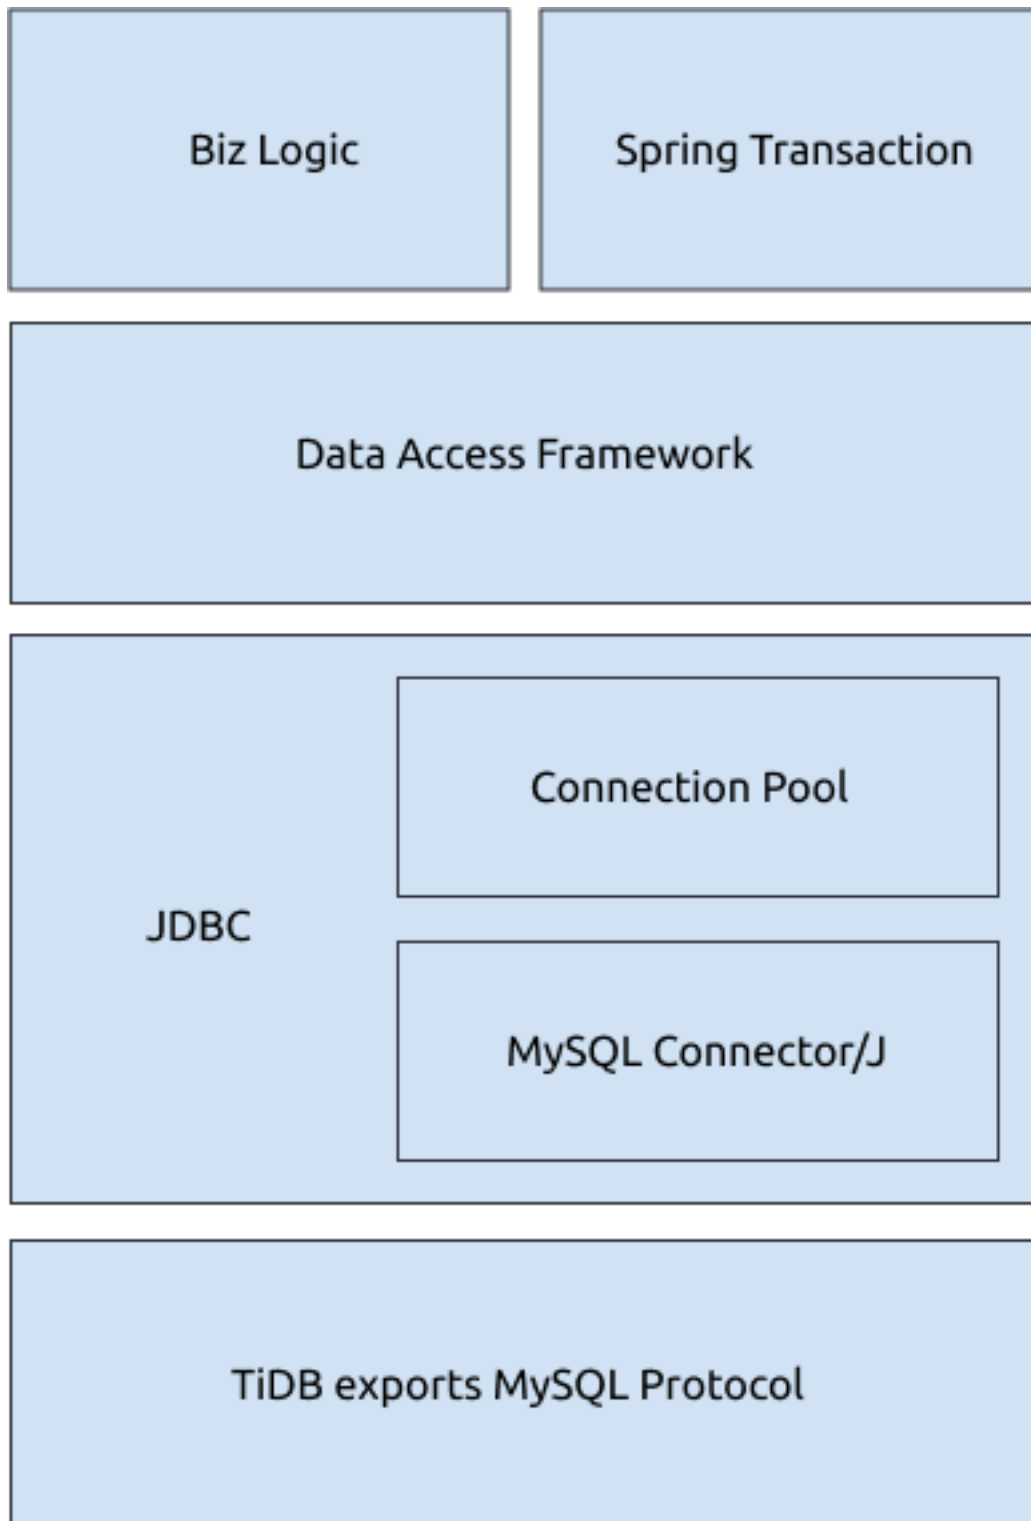 Biz Logic
Spring Transaction
Data Access Framework
Connection Pool
JDBC
MySQL Connector/J
TiDB exports MySQL Protocol